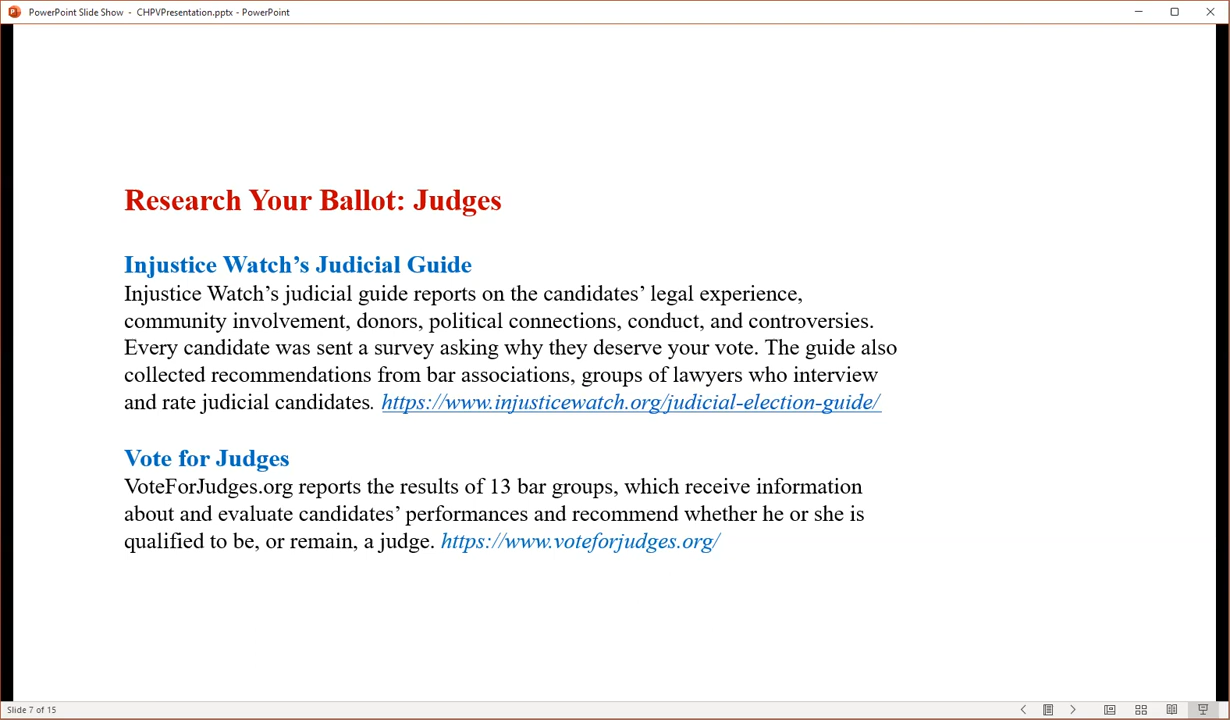 PowerPoint Slide Show - CHPVPresentation.pptx - PowerPoint
Research Your Ballot: Judges
Injustice Watch’s Judicial Guide
Injustice Watch’s judicial guide reports on the candidates’ legal experience,
community involvement, donors, political connections, conduct, and controversies.
Every candidate was sent a survey asking why they deserve your vote. The guide also
collected recommendations from bar associations, groups of lawyers who interview
and rate judicial candidates. https://www.injusticewatch.org/judicial-election-guide/
Vote for Judges
VoteForJudges.org reports the results of 13 bar groups, which receive information
about and evaluate candidates’ performances and recommend whether he or she is
qualified to be, or remain, a judge. https://www.voteforjudges.org/
Slide 7 of 15